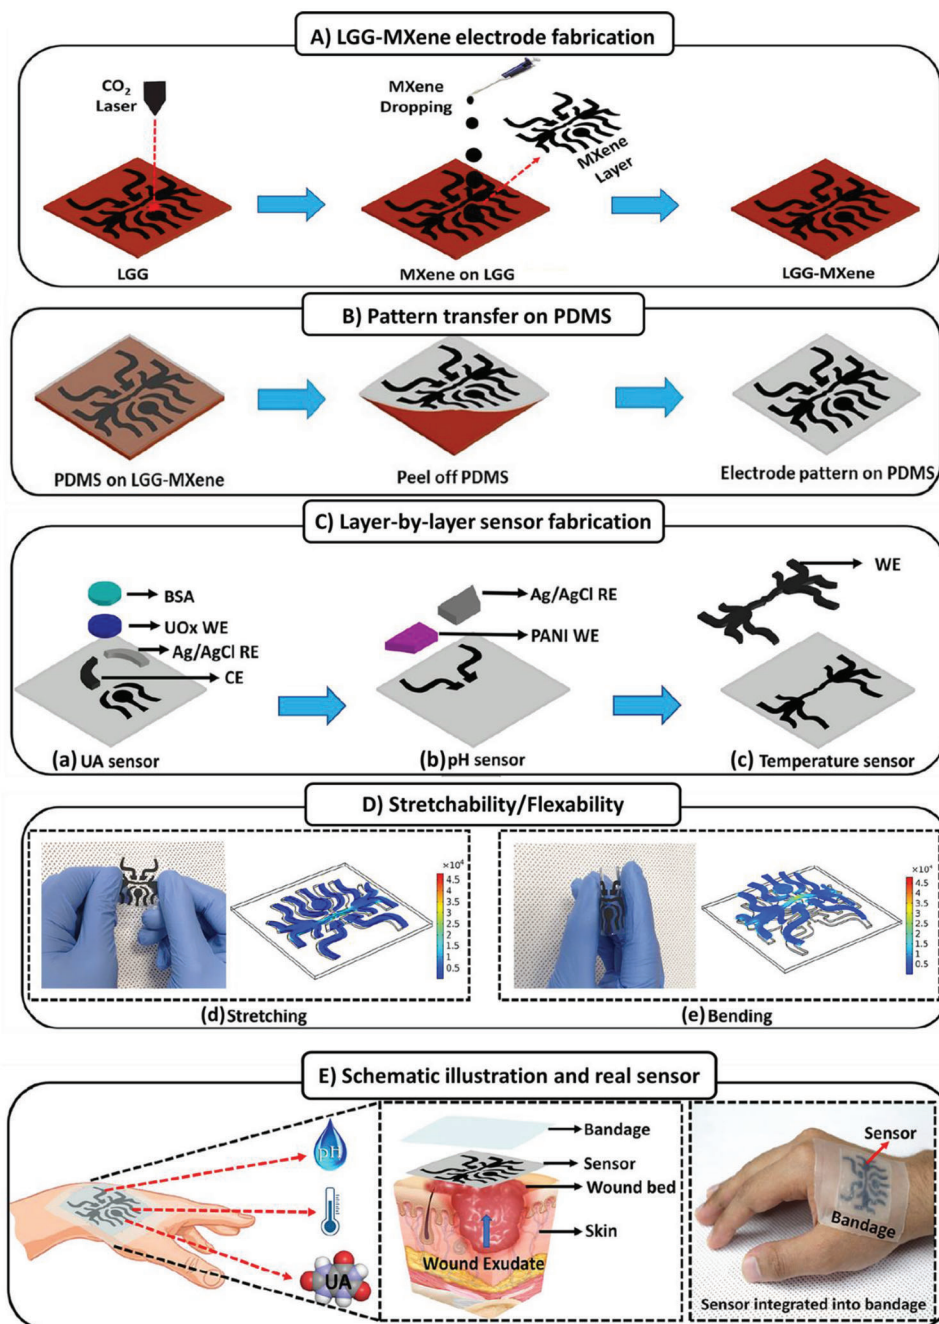 A) LGG-MXene electrode fabrication
CO₂
Laser
MXene
Dropping
MXene
Layer
LGG
MXene on LGG
LGG-MXene
B) Pattern transfer on PDMS
PDMS on LGG-MXene
Peel off PDMS
Electrode pattern on PDMS
C) Layer-by-layer sensor fabrication
BSA
UOx WE
Ag/AgCl RE
CE
Ag/AgCl RE
PANI WE
WE
(a) UA sensor
(b) pH sensor
(c) Temperature sensor
D) Stretchability/Flexability
×10⁴
4.5
4
3.5
3
2.5
2
1.5
1
0.5
×10⁴
4.5
4
3.5
3
2.5
2
1.5
1
0.5
(d) Stretching
(e) Bending
E) Schematic illustration and real sensor
pH
UA
Bandage
Sensor
Wound bed
Skin
Wound Exudate
Sensor
Bandage
Sensor integrated into bandage